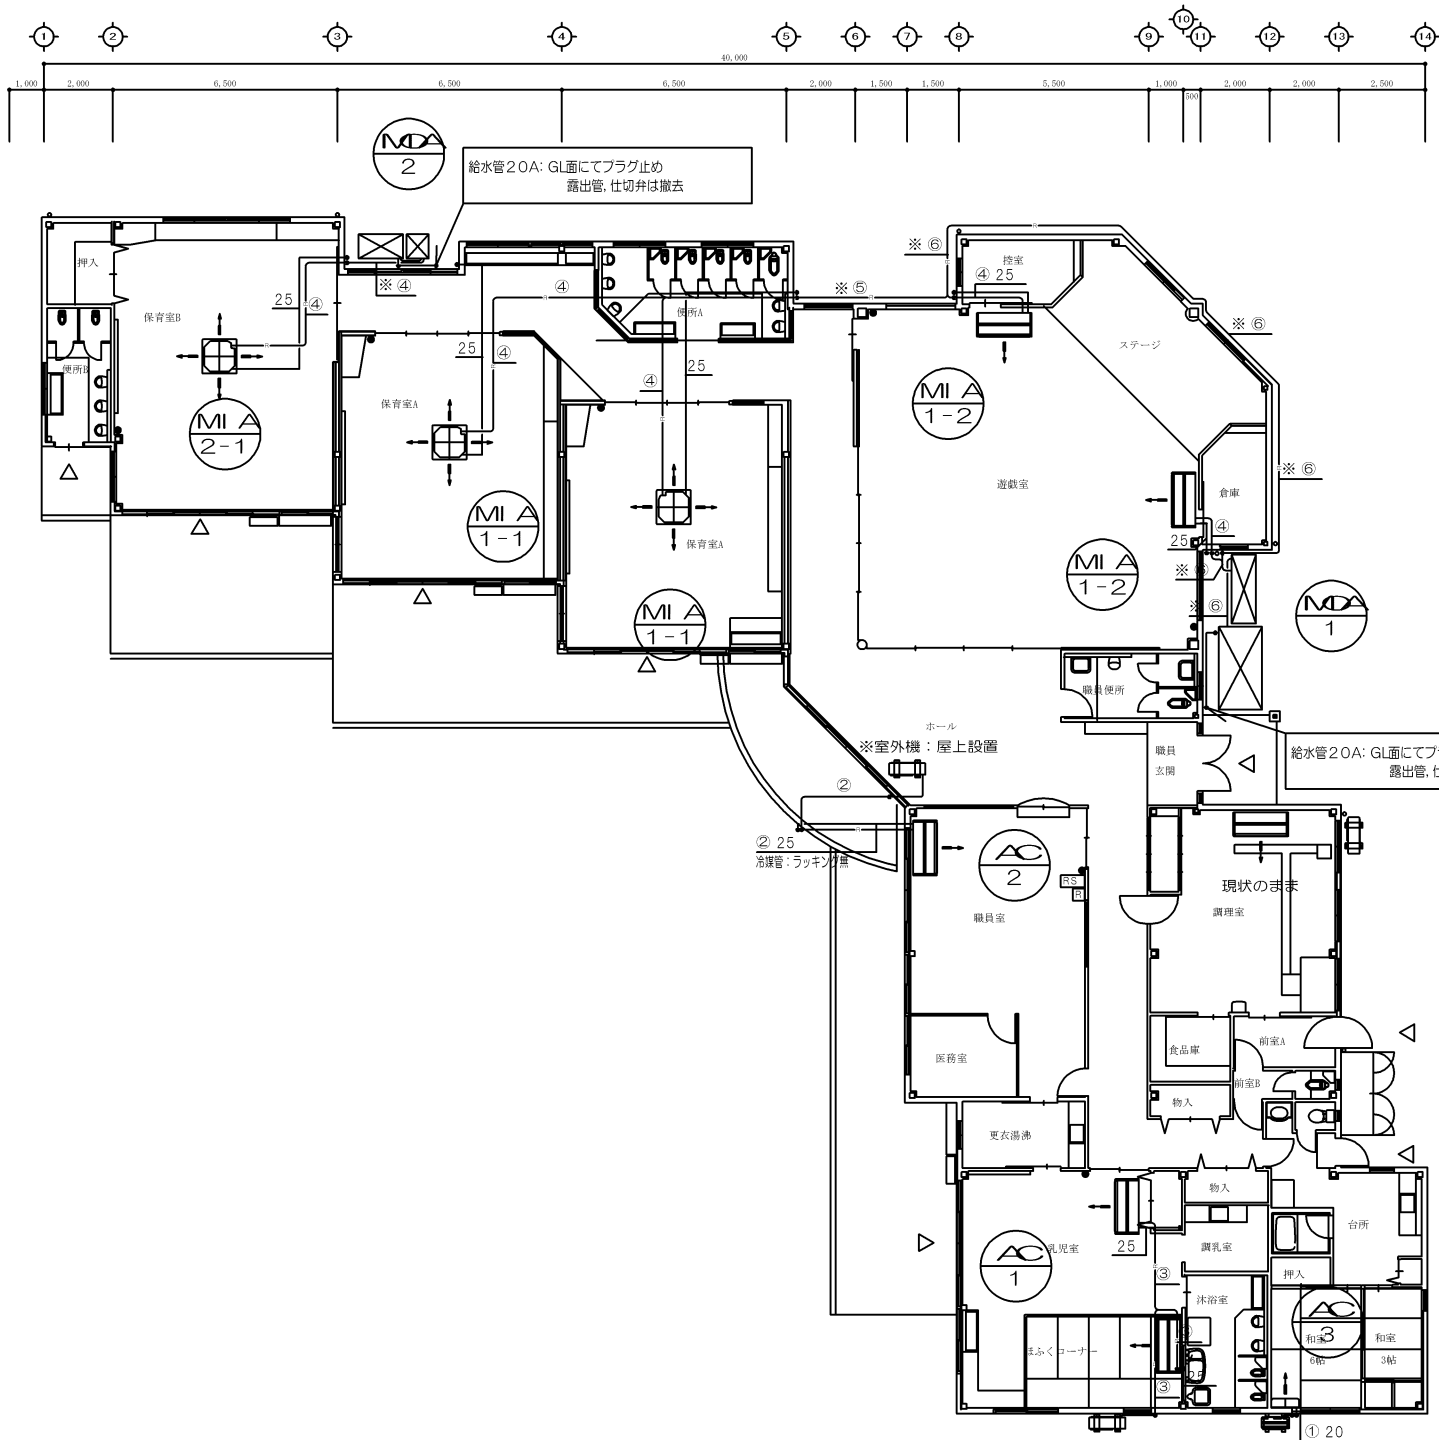 ① ② ③ ④ ⑤ ⑥ ⑦ ⑧ ⑨ ⑩ ⑪ ⑫ ⑬ ⑭
40,000
1,000 2,000 6,500 6,500 6,500 2,000 1,500 1,500 5,500 1,000 500 2,000 2,000 2,500
MDA
2
給水管20A: GL面にてプラグ止め
露出管, 仕切弁は撤去
※ ⑥
控室
④ 25
押入
※ ④
④
※ ⑤
25
④
保育室B
便所A
※ ⑥
ステージ
25
④
④
25
便所B
保育室A
MIA
2-1
MIA
1-2
※ ⑥
遊戯室
倉庫
MIA
1-1
④
25
保育室A
MIA
1-2
※ ⑥
※ ⑥
MIA
1-1
MDA
1
職員便所
ホール
※室外機：屋上設置
職員
玄関
給水管20A: GL面にてプ
露出管, 仕
②
② 25
冷媒管：ラッキング無
AC
2
RS
R
現状のまま
調理室
職員室
医務室
食品庫
前室A
前室B
物入
更衣湯沸
物入
台所
AC
1
乳児室
25
調乳室
③
押入
沐浴室
AC
3
和室
6帖
和室
3帖
ほふくコーナー
25
③
① 20